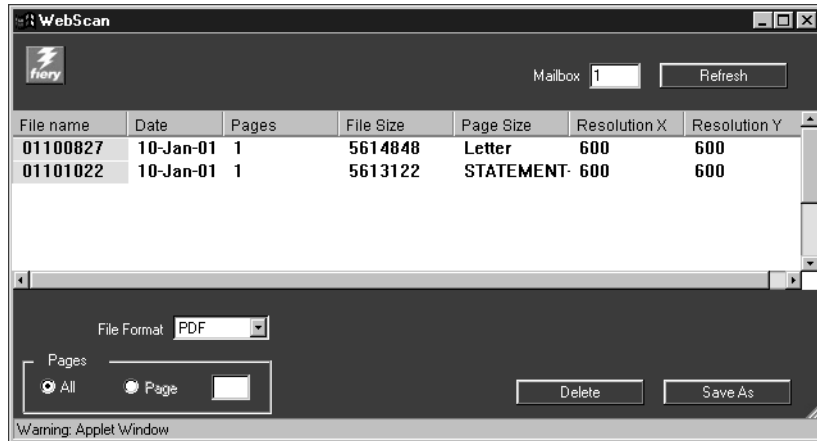 WebScan
fiery
Mailbox 1 Refresh
File name Date Pages File Size Page Size Resolution X Resolution Y
01100827 10-Jan-01 1 5614848 Letter 600 600
01101022 10-Jan-01 1 5613122 STATEMENT- 600 600
File Format PDF
Pages
All Page
Delete Save As
Warning: Applet Window